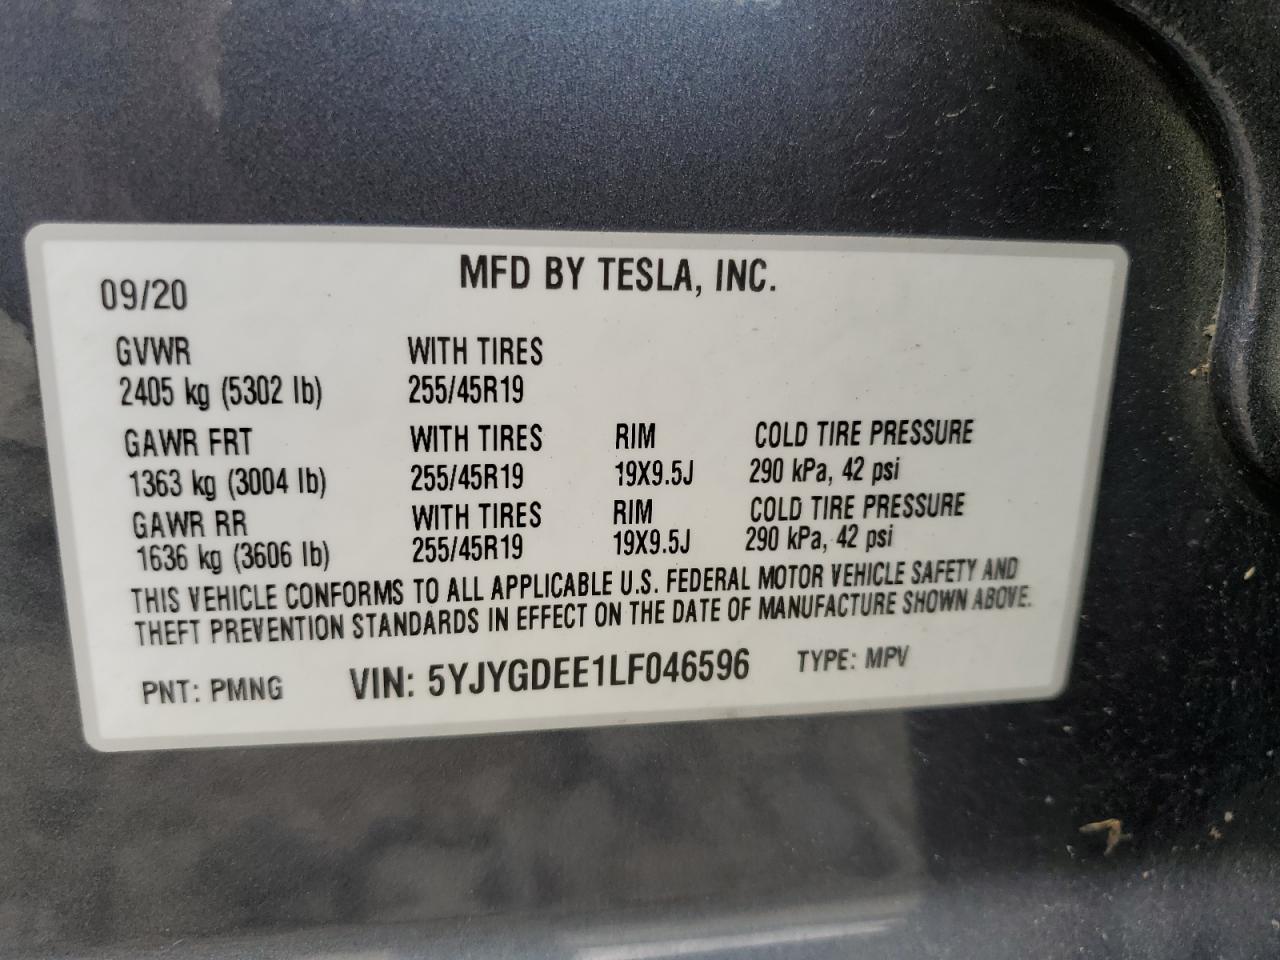 MFD BY TESLA, INC.
09/20
GVWR WITH TIRES
2405 kg (5302 lb) 255/45R19
GAWR FRT WITH TIRES RIM COLD TIRE PRESSURE
1363 kg (3004 lb) 255/45R19 19X9.5J 290 kPa, 42 psi
GAWR RR WITH TIRES RIM COLD TIRE PRESSURE
1636 kg (3606 lb) 255/45R19 19X9.5J 290 kPa, 42 psi
THIS VEHICLE CONFORMS TO ALL APPLICABLE U.S. FEDERAL MOTOR VEHICLE SAFETY AND
THEFT PREVENTION STANDARDS IN EFFECT ON THE DATE OF MANUFACTURE SHOWN ABOVE.
PNT: PMNG VIN: 5YJYGDEE1LF046596 TYPE: MPV